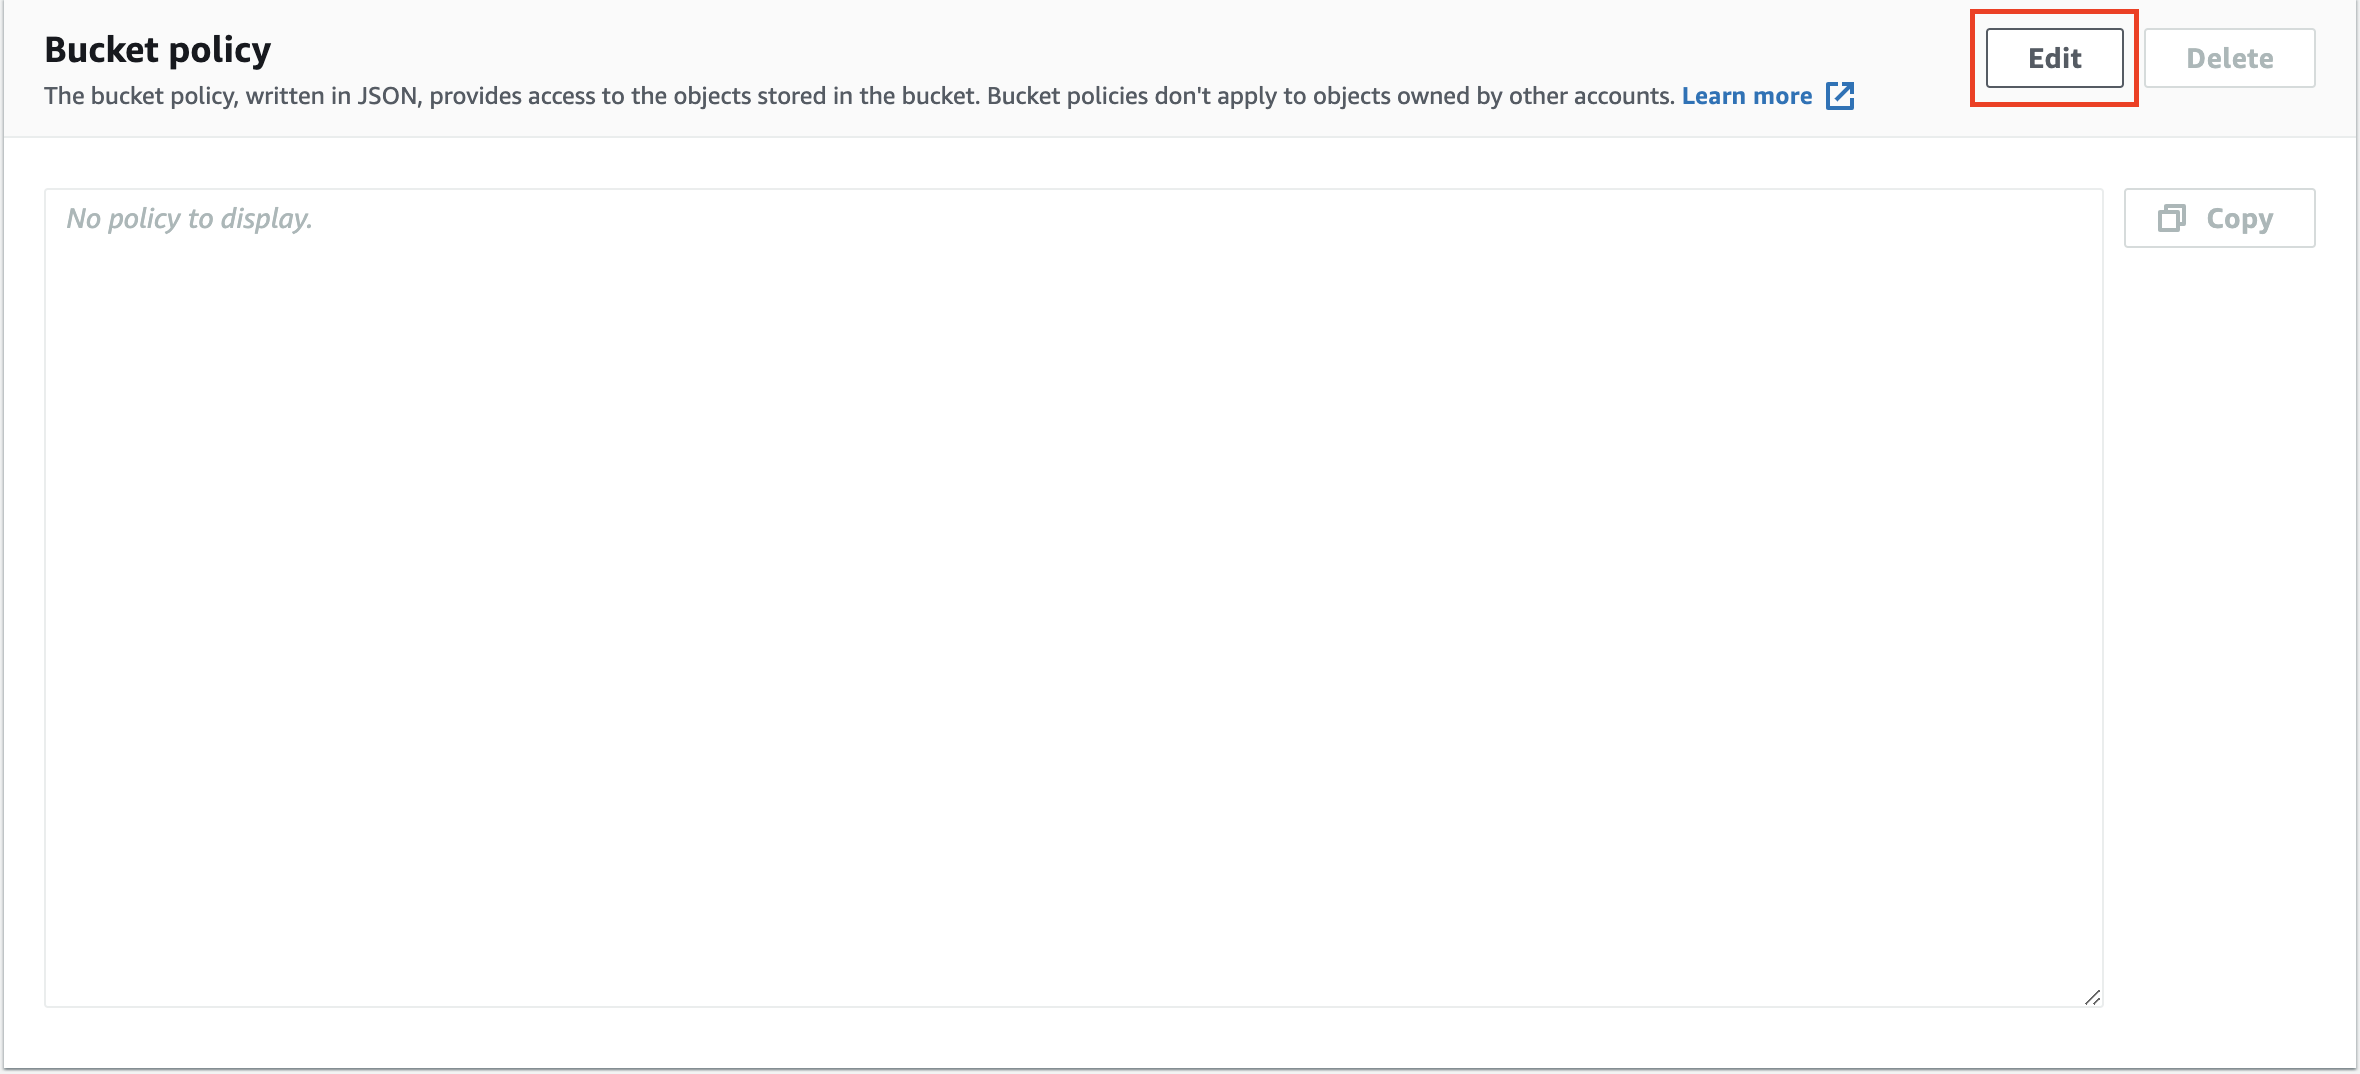 Bucket policy
Edit
Delete
The bucket policy, written in JSON, provides access to the objects stored in the bucket. Bucket policies don't apply to objects owned by other accounts. Learn more
No policy to display.
Copy